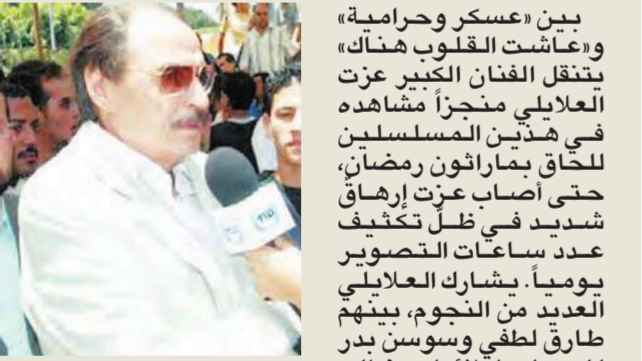 بين «عسكر وحرامية»
و«عاشت القلوب هناك»
يتنقل الفنان الكبير عزت
العلايلي منجزاً مشاهده
في هذين المسلسلين
للحاق بماراثون رمضان،
حتى أصاب عزت إرهاقٌ
شديد في ظلّ تكثيف
عدد ساعات التصوير
يومياً. يشارك العلايلي
العديد من النجوم، بينهم
طارق لطفي وسوسن بدر